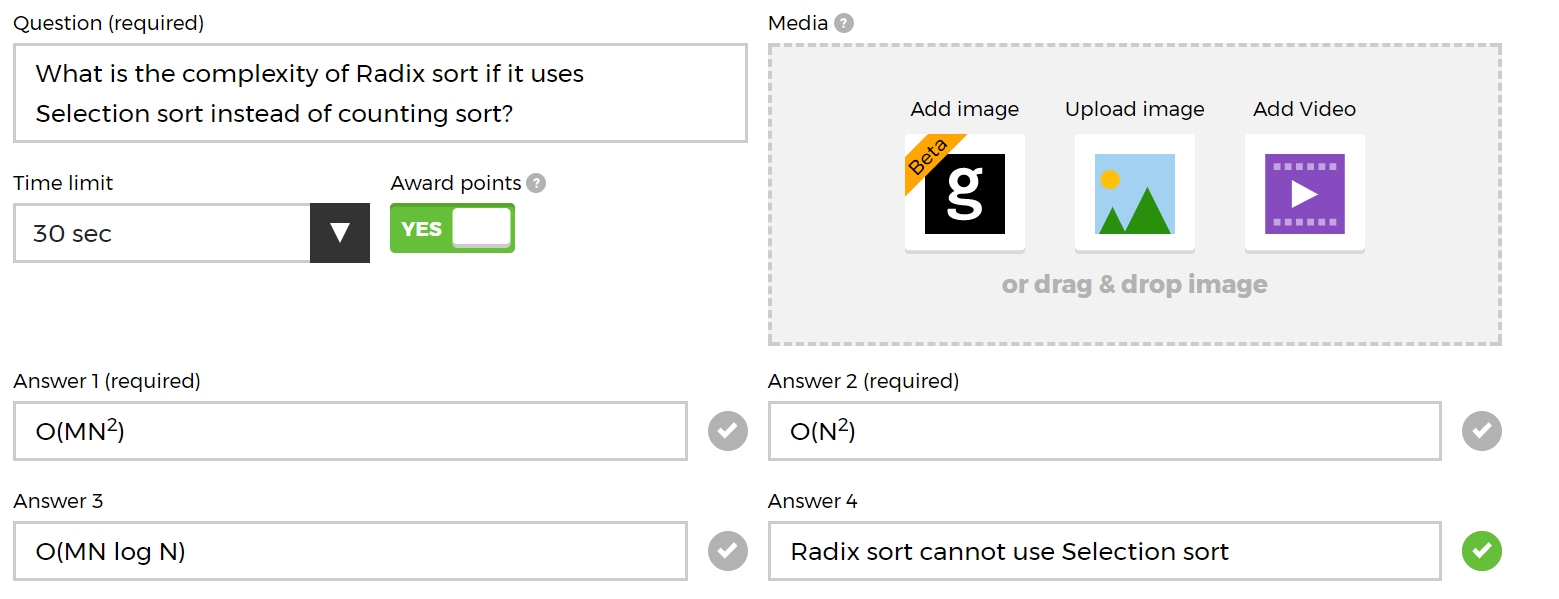 Question (required)
What is the complexity of Radix sort if it uses
Selection sort instead of counting sort?
Time limit
30 sec
Award points ?
YES
Media ?
Add image
Upload image
Add Video
Beta
g
or drag & drop image
Answer 1 (required)
O(MN²)
Answer 2 (required)
O(N²)
Answer 3
O(MN log N)
Answer 4
Radix sort cannot use Selection sort